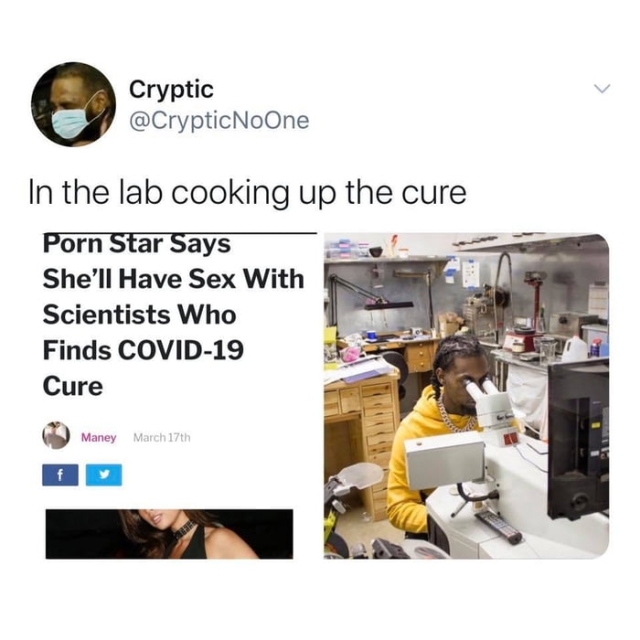 Cryptic
@CrypticNoOne
In the lab cooking up the cure
Porn Star Says
She'll Have Sex With
Scientists Who
Finds COVID-19
Cure
Maney March 17th
f